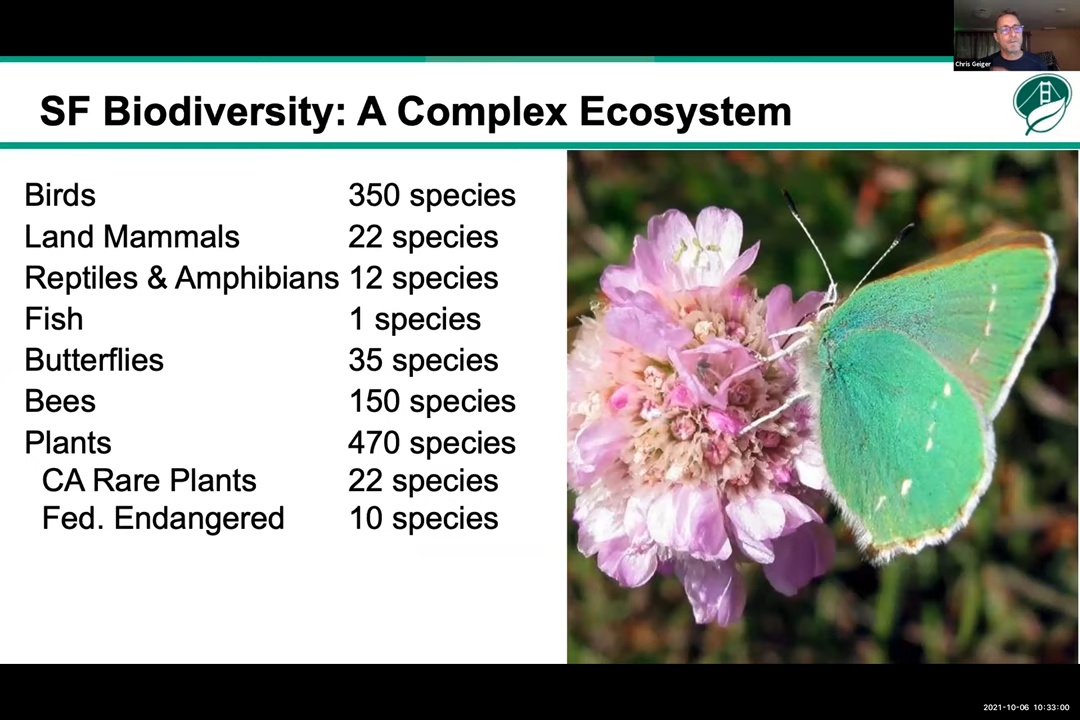 Chris Geiger
SF Biodiversity: A Complex Ecosystem
Birds 350 species
Land Mammals 22 species
Reptiles & Amphibians 12 species
Fish 1 species
Butterflies 35 species
Bees 150 species
Plants 470 species
CA Rare Plants 22 species
Fed. Endangered 10 species
2021-10-06 10:33:00